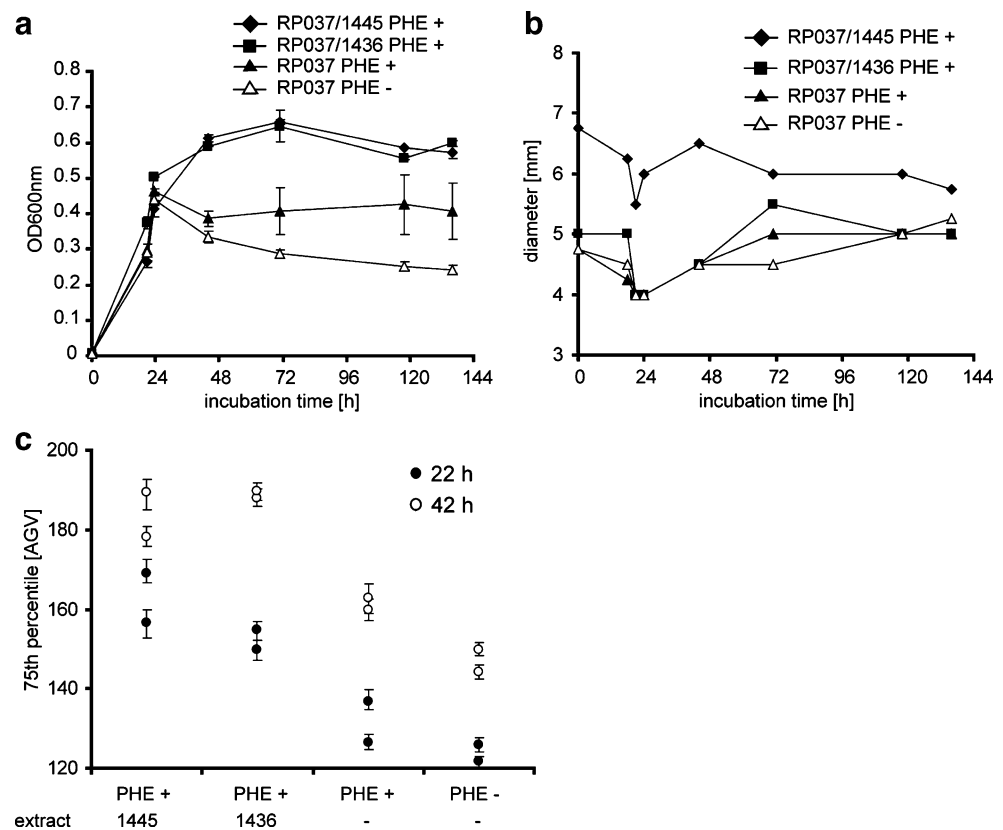 a
RP037/1445 PHE +
RP037/1436 PHE +
RP037 PHE +
RP037 PHE -
0.8
0.7
0.6
0.5
0.4
0.3
0.2
0.1
0
OD600nm
0 24 48 72 96 120 144
incubation time [h]
b
RP037/1445 PHE +
RP037/1436 PHE +
RP037 PHE +
RP037 PHE -
8
7
6
5
4
3
diameter [mm]
0 24 48 72 96 120 144
incubation time [h]
c
22 h
42 h
200
180
160
140
120
75th percentile [AGV]
PHE + PHE + PHE + PHE -
extract 1445 1436 - -